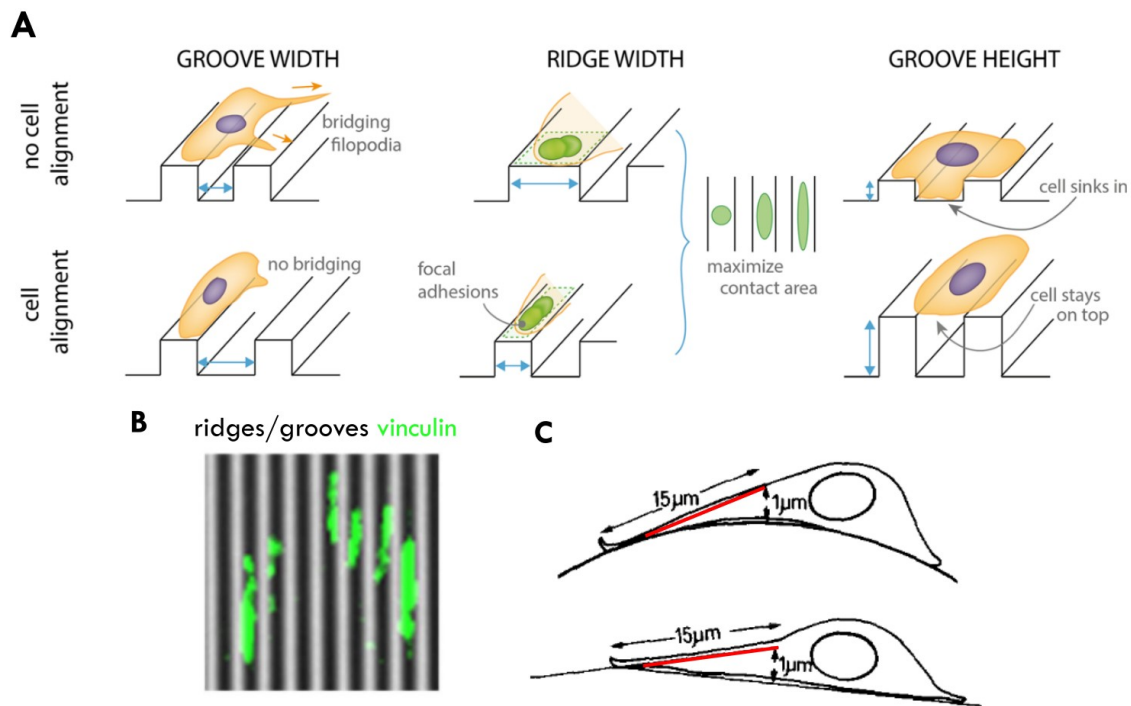 A
GROOVE WIDTH
RIDGE WIDTH
GROOVE HEIGHT
no cell
alignment
bridging
filopodia
cell sinks in
maximize
contact area
cell
alignment
no bridging
focal
adhesions
cell stays
on top
B
ridges/grooves vinculin
C
15µm
1µm
15µm
1µm